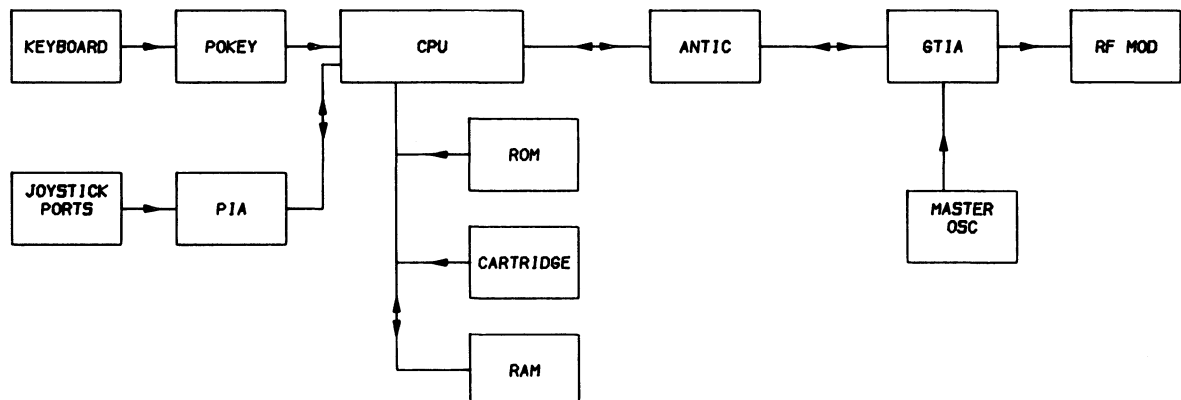 KEYBOARD
POKEY
CPU
ANTIC
GTIA
RF MOD
ROM
JOYSTICK
PORTS
PIA
MASTER
OSC
CARTRIDGE
RAM